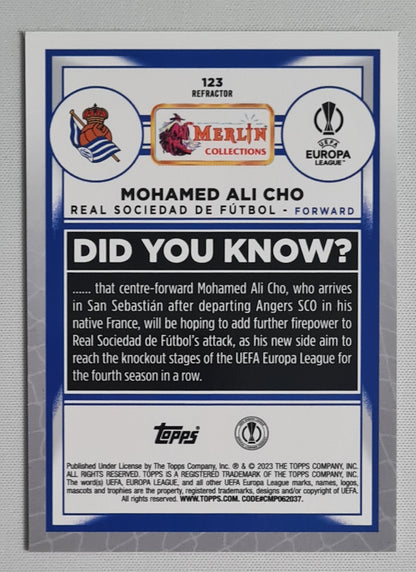 123
REFRACTOR
MERLIN
COLLECTIONS
UEFA
EUROPA
LEAGUE™
MOHAMED ALI CHO
REAL SOCIEDAD DE FÚTBOL - FORWARD
DID YOU KNOW?
...... that centre-forward Mohamed Ali Cho, who arrives
in San Sebastián after departing Angers SCO in his
native France, will be hoping to add further firepower to
Real Sociedad de Fútbol's attack, as his new side aim to
reach the knockout stages of the UEFA Europa League for
the fourth season in a row.
Topps
Published Under License by The Topps Company, Inc. ® & © 2023 THE TOPPS COMPANY, INC.
ALL RIGHTS RESERVED. TOPPS IS A REGISTERED TRADEMARK OF THE TOPPS COMPANY, INC.
The word(s) UEFA, EUROPA LEAGUE, and all other UEFA Europa League marks, names, logos,
mascots and trophies are the property, registered trademarks, designs and/or copyright of UEFA.
All rights reserved. WWW.TOPPS.COM. CODE#CMP062037.